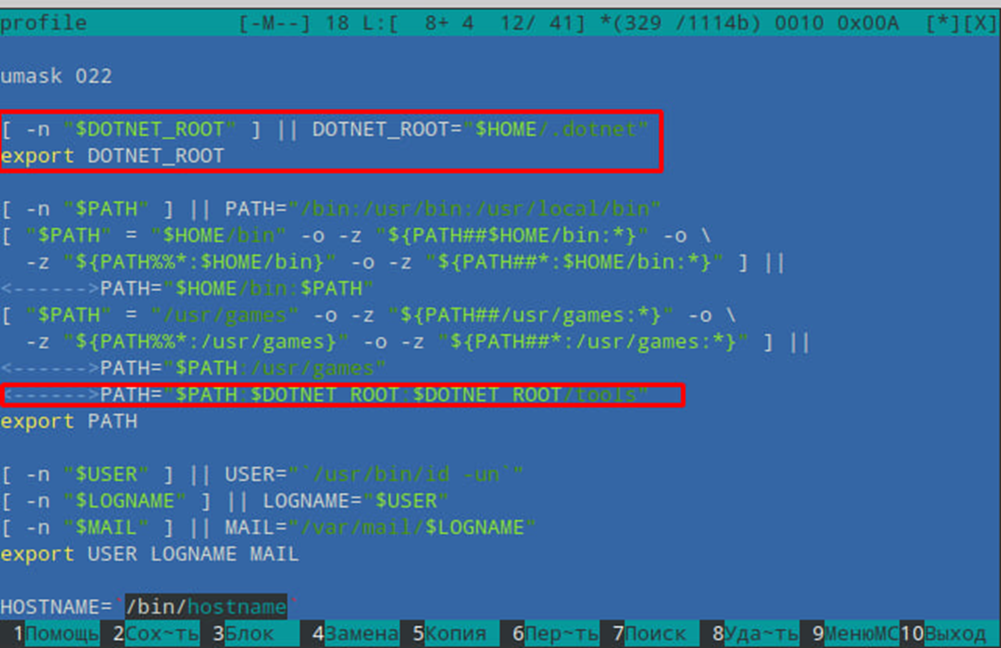 profile [-M--] 18 L:[ 8+ 4 12/ 41] *(329 /1114b) 0010 0x00A [*][X]
umask 022
[ -n "$DOTNET_ROOT" ] || DOTNET_ROOT="$HOME/.dotnet"
export DOTNET_ROOT
[ -n "$PATH" ] || PATH="/bin:/usr/bin:/usr/local/bin"
[ "$PATH" = "$HOME/bin" -o -z "${PATH##$HOME/bin:*}" -o \
-z "${PATH%%*:$HOME/bin}" -o -z "${PATH##*:$HOME/bin:*}" ] ||
<------>PATH="$HOME/bin:$PATH"
[ "$PATH" = "/usr/games" -o -z "${PATH##/usr/games:*}" -o \
-z "${PATH%%*:/usr/games}" -o -z "${PATH##*:/usr/games:*}" ] ||
<------>PATH="$PATH:/usr/games"
<------>PATH="$PATH:$DOTNET_ROOT:$DOTNET_ROOT/tools"
export PATH
[ -n "$USER" ] || USER="`/usr/bin/id -un`"
[ -n "$LOGNAME" ] || LOGNAME="$USER"
[ -n "$MAIL" ] || MAIL="/var/mail/$LOGNAME"
export USER LOGNAME MAIL
HOSTNAME=`/bin/hostname`
1Помощь 2Сох~ть 3Блок 4Замена 5Копия 6Пер~ть 7Поиск 8Уда~ть 9МенюMC 10Выход